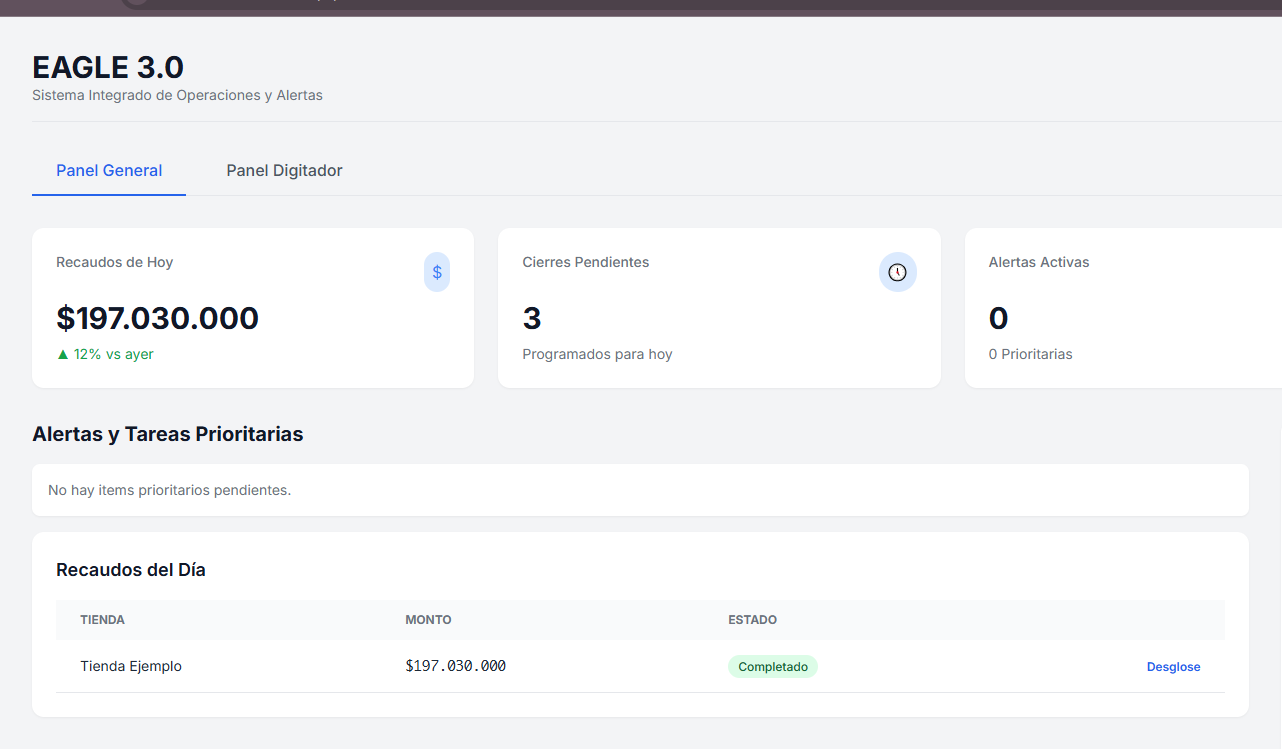 EAGLE 3.0
Sistema Integrado de Operaciones y Alertas
Panel General Panel Digitador
Recaudos de Hoy
$
$197.030.000
▲ 12% vs ayer
Cierres Pendientes
3
Programados para hoy
Alertas Activas
0
0 Prioritarias
Alertas y Tareas Prioritarias
No hay items prioritarios pendientes.
Recaudos del Día
TIENDA MONTO ESTADO
Tienda Ejemplo $197.030.000 Completado Desglose